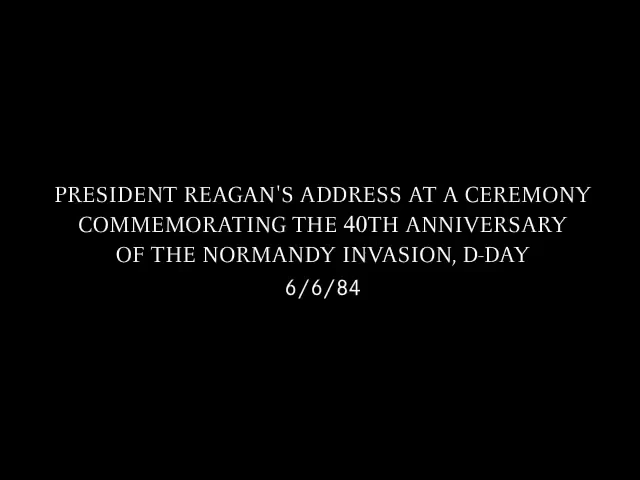 PRESIDENT REAGAN'S ADDRESS AT A CEREMONY
COMMEMORATING THE 40TH ANNIVERSARY
OF THE NORMANDY INVASION, D-DAY
6/6/84